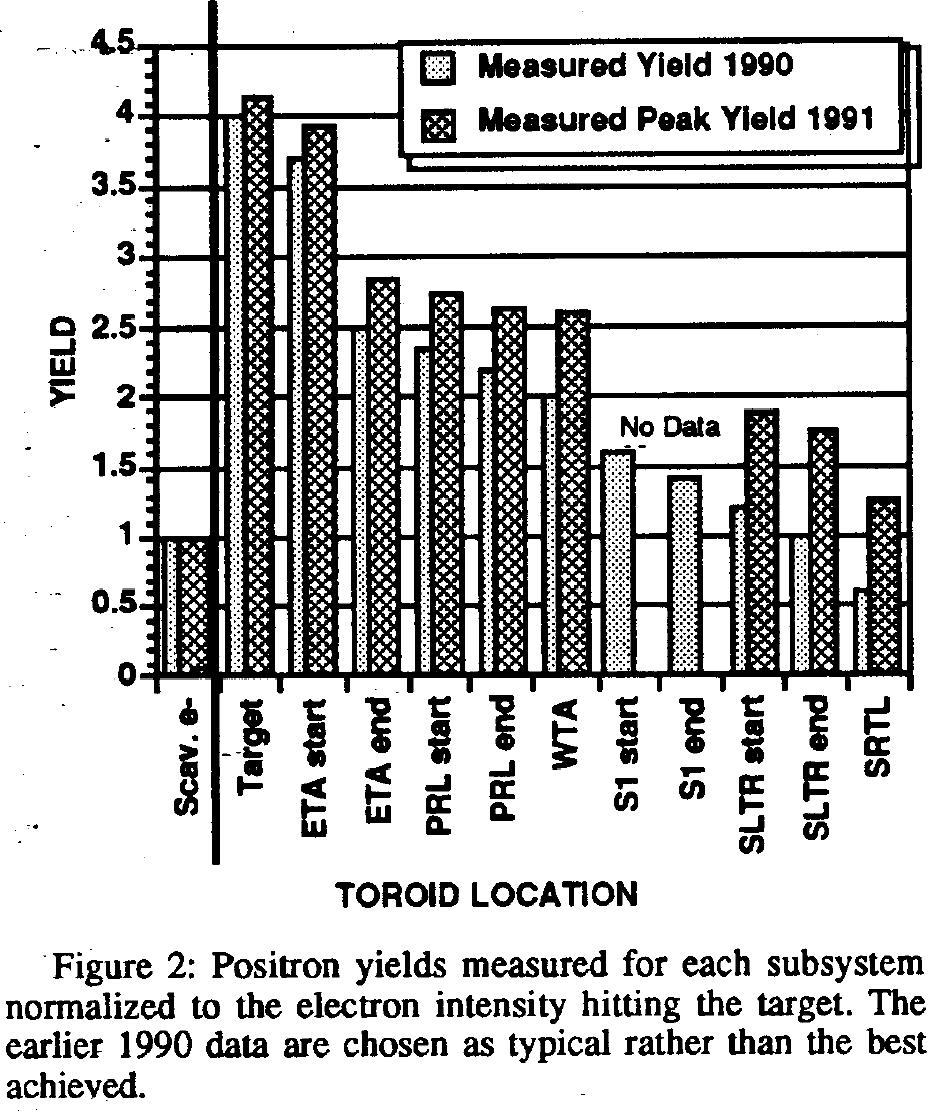 4.5
4
3.5
3
2.5
2
1.5
1
0.5
0
YIELD
Measured Yield 1990
Measured Peak Yield 1991
No Data
Scav. e-
Target
ETA start
ETA end
PRL start
PRL end
WTA
S1 start
S1 end
SLTR start
SLTR end
SRTL
TOROID LOCATION
Figure 2: Positron yields measured for each subsystem
normalized to the electron intensity hitting the target. The
earlier 1990 data are chosen as typical rather than the best
achieved.